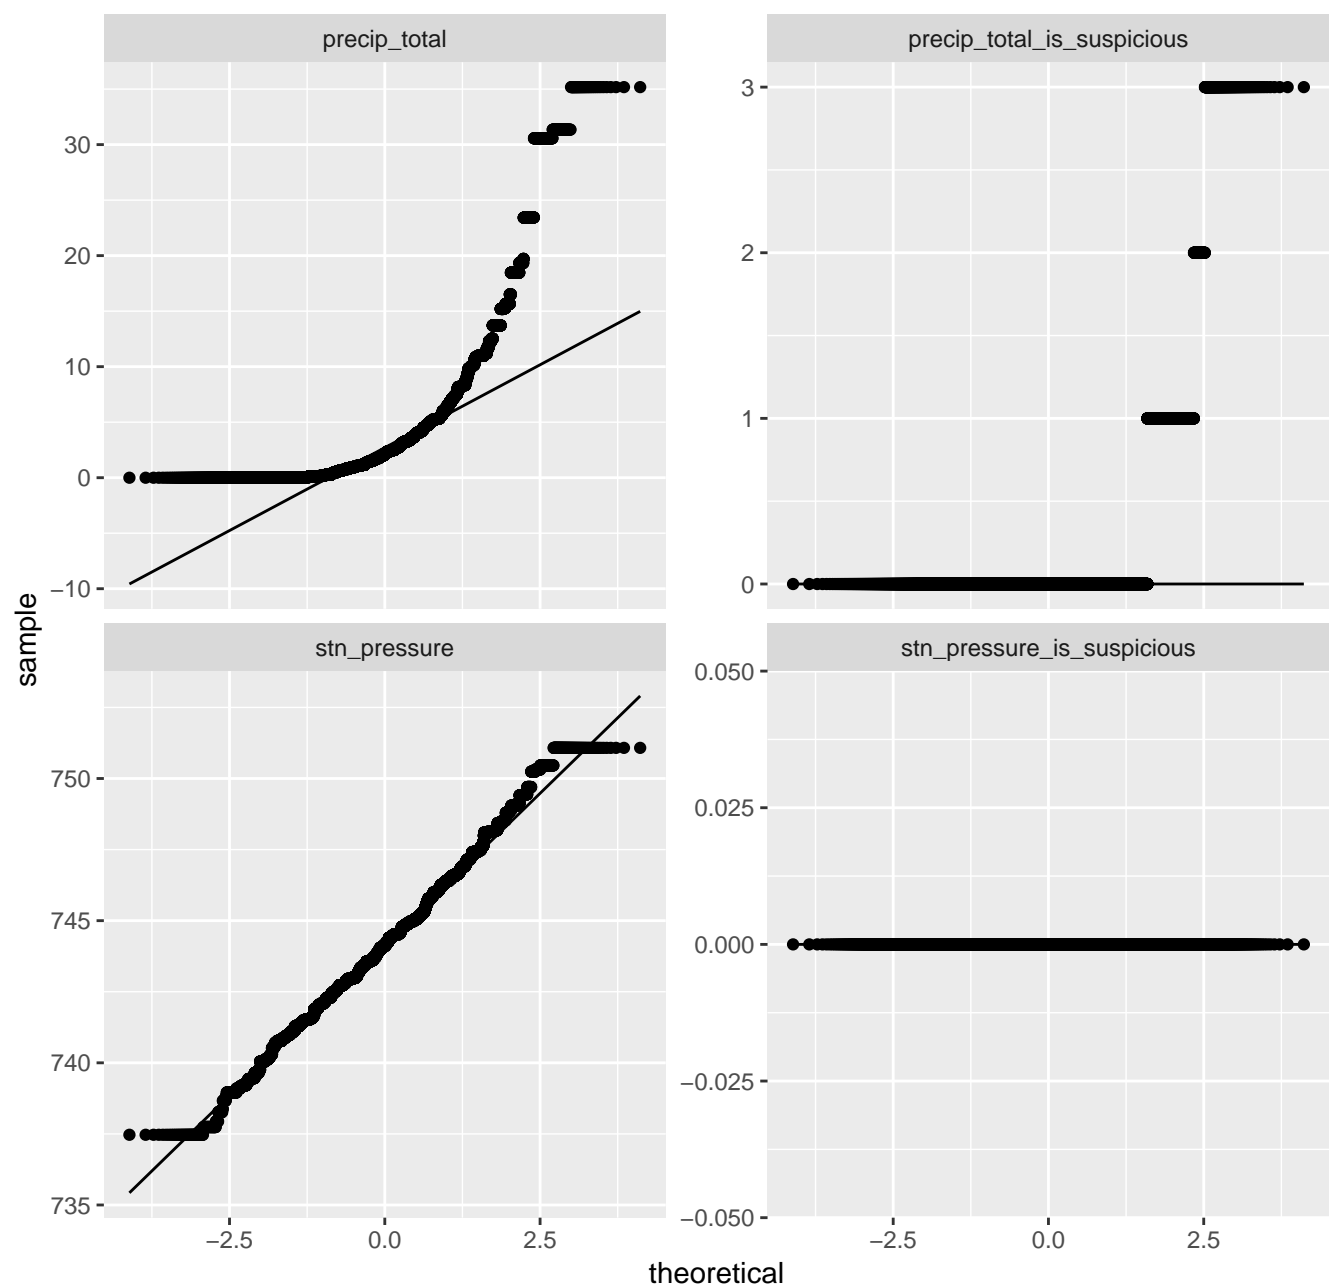 precip_total
precip_total_is_suspicious
30
20
10
0
−10
3
2
1
0
sample
stn_pressure
stn_pressure_is_suspicious
750
745
740
735
0.050
0.025
0.000
−0.025
−0.050
−2.5 0.0 2.5
−2.5 0.0 2.5
theoretical